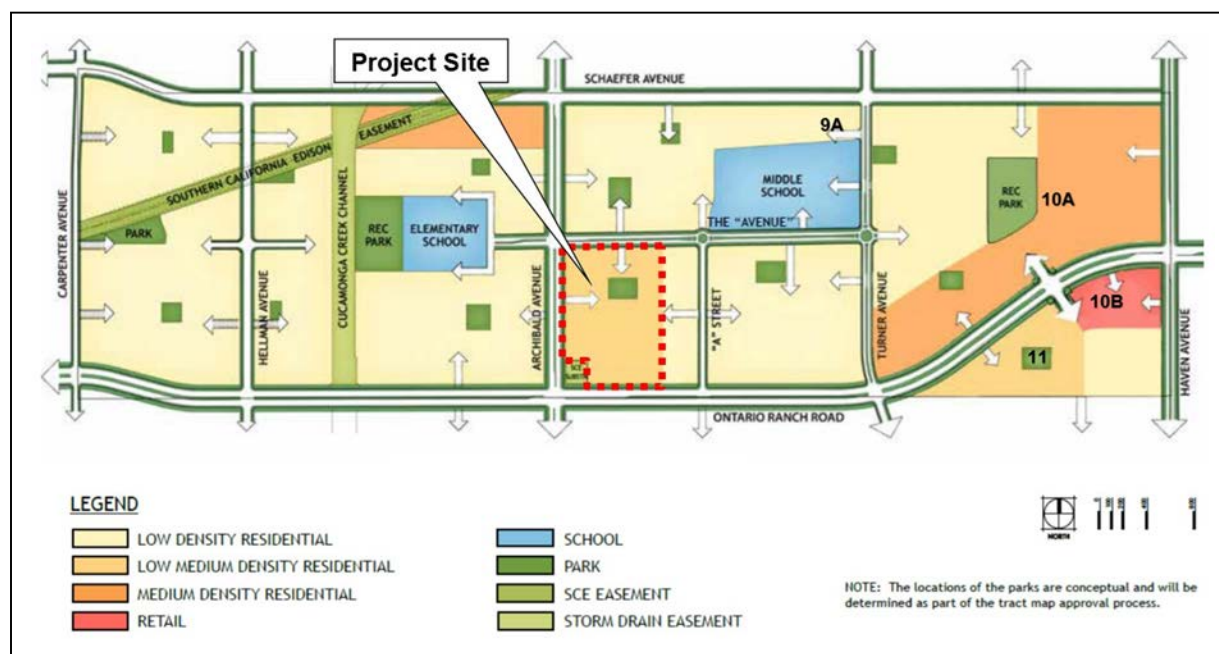 Project Site
SCHAEFER AVENUE
SOUTHERN CALIFORNIA EDISON EASEMENT
9A
MIDDLE
SCHOOL
REC
PARK
10A
CARPENTER AVENUE
PARK
HELLMAN AVENUE
CUCAMONGA CREEK CHANNEL
REC
PARK
ELEMENTARY
SCHOOL
THE "AVENUE"
ARCHIBALD AVENUE
"A" STREET
TURNER AVENUE
10B
11
HAVEN AVENUE
SCE
ONTARIO RANCH ROAD
LEGEND
LOW DENSITY RESIDENTIAL
LOW MEDIUM DENSITY RESIDENTIAL
MEDIUM DENSITY RESIDENTIAL
RETAIL
SCHOOL
PARK
SCE EASEMENT
STORM DRAIN EASEMENT
NORTH
NOTE: The locations of the parks are conceptual and will be
determined as part of the tract map approval process.